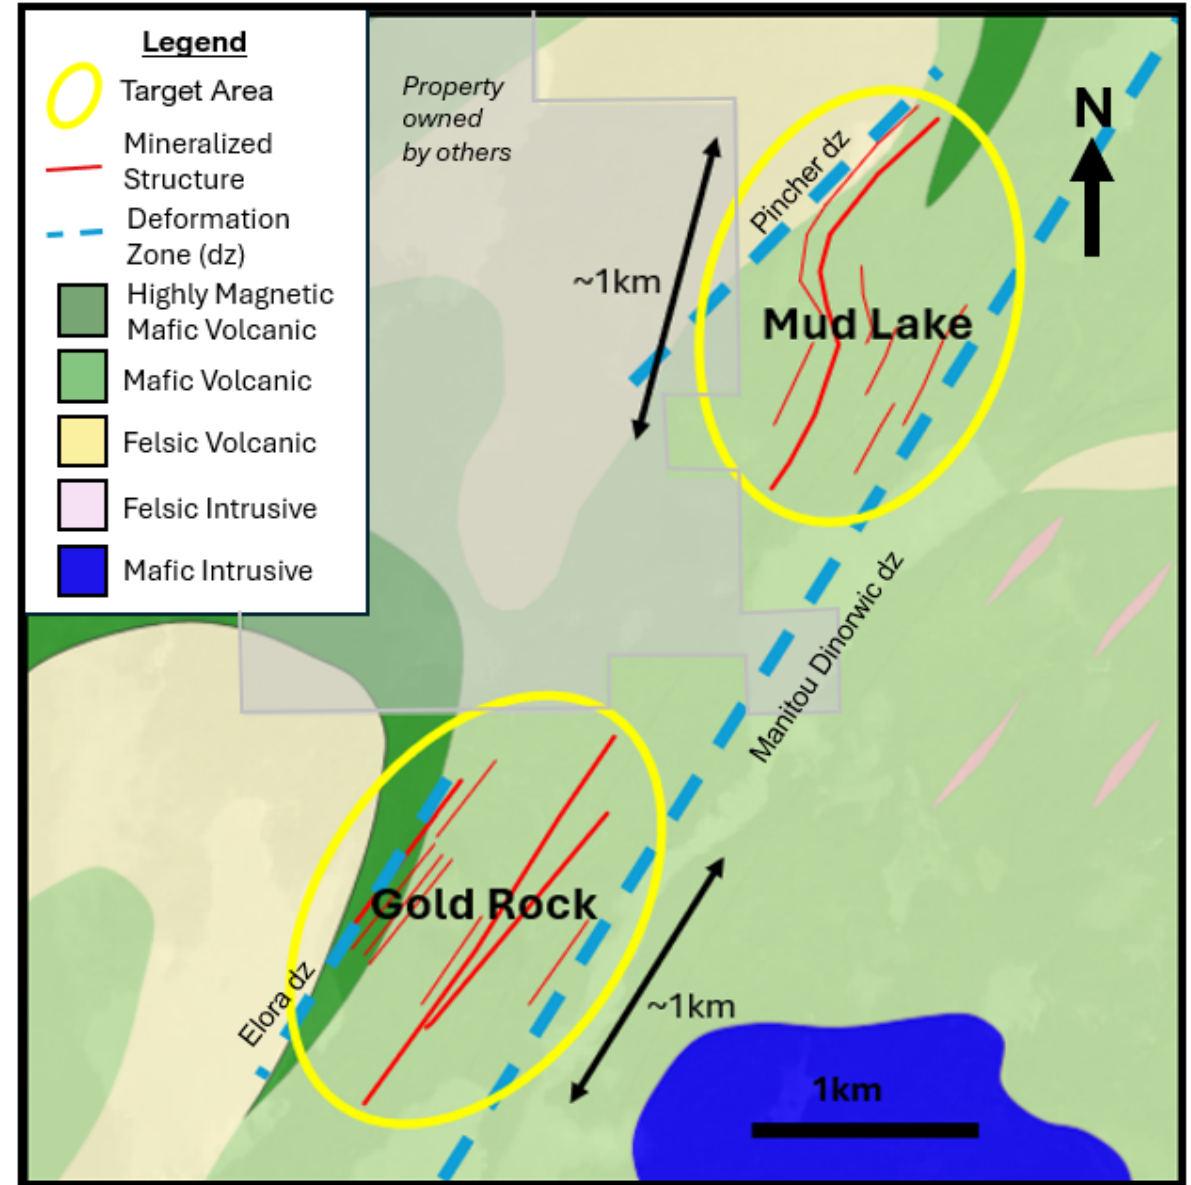 Legend
Target Area
Mineralized
Structure
Deformation
Zone (dz)
Highly Magnetic
Mafic Volcanic
Mafic Volcanic
Felsic Volcanic
Felsic Intrusive
Mafic Intrusive
Property
owned
by others
N
Pincher dz
~1km
Mud Lake
Manitou Dinorwic dz
Gold Rock
Elora dz
~1km
1km